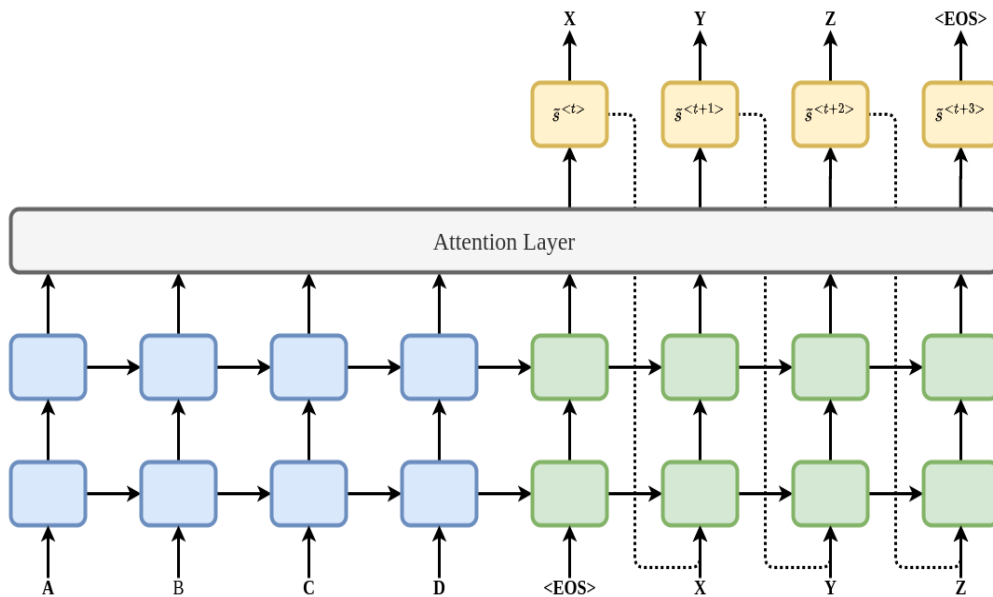 X Y Z <EOS>
s̃<t> s̃<t+1> s̃<t+2> s̃<t+3>
Attention Layer
A B C D <EOS> X Y Z